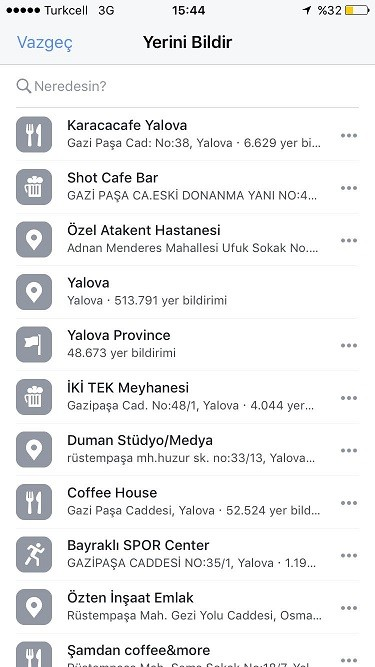 Turkcell 3G 15:44 %32
Vazgeç Yerini Bildir
Neredesin?
Karacacafe Yalova
Gazi Paşa Cad: No:38, Yalova · 6.629 yer bi...
Shot Cafe Bar
GAZİ PAŞA CA.ESKİ DONANMA YANI NO:4...
Özel Atakent Hastanesi
Adnan Menderes Mahallesi Ufuk Sokak No....
Yalova
Yalova · 513.791 yer bildirimi
Yalova Province
48.673 yer bildirimi
İKİ TEK Meyhanesi
Gazipaşa Cad. No:48/1, Yalova · 4.044 yer...
Duman Stüdyo/Medya
rüstempaşa mh.huzur sk. no:33/13, Yalova...
Coffee House
Gazi Paşa Caddesi, Yalova · 52.524 yer bild...
Bayraklı SPOR Center
GAZİPAŞA CADDESİ NO:35/1, Yalova · 1.19...
Özten İnşaat Emlak
Rüstempaşa Mah. Gezi Yolu Caddesi, Osma...
Şamdan coffee&more